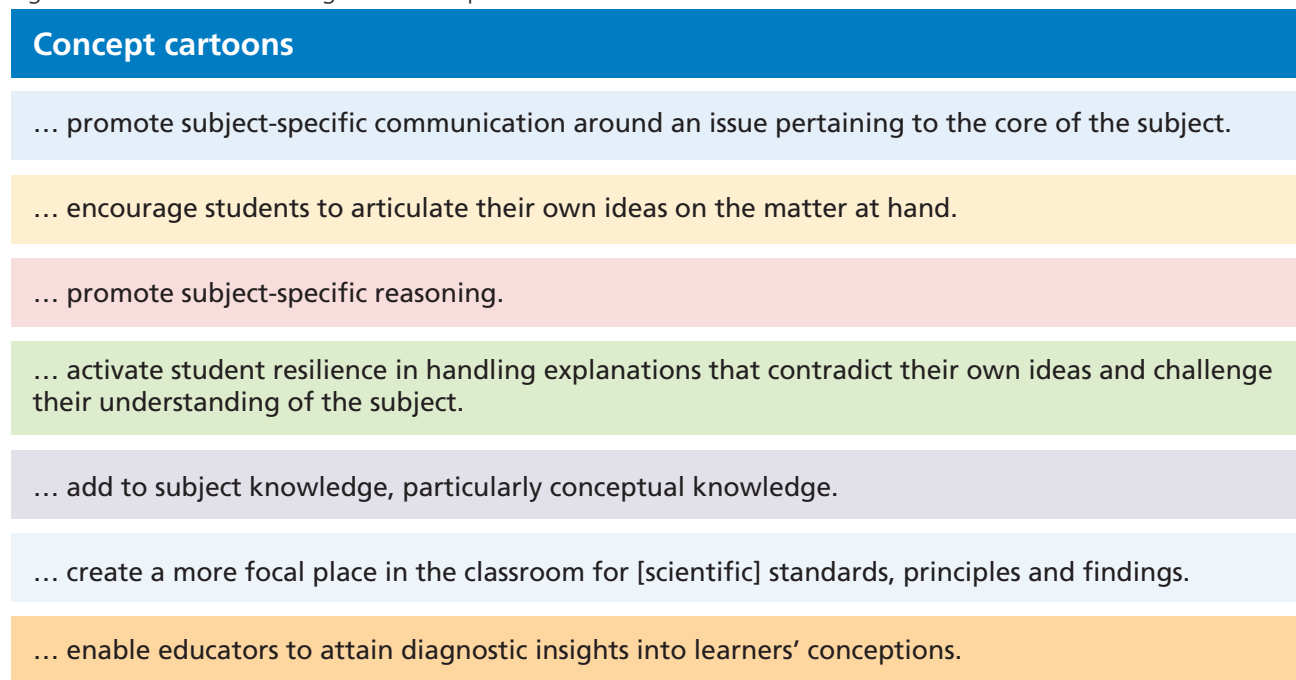 Concept cartoons
… promote subject-specific communication around an issue pertaining to the core of the subject.
… encourage students to articulate their own ideas on the matter at hand.
… promote subject-specific reasoning.
… activate student resilience in handling explanations that contradict their own ideas and challenge
their understanding of the subject.
… add to subject knowledge, particularly conceptual knowledge.
… create a more focal place in the classroom for [scientific] standards, principles and findings.
… enable educators to attain diagnostic insights into learners’ conceptions.